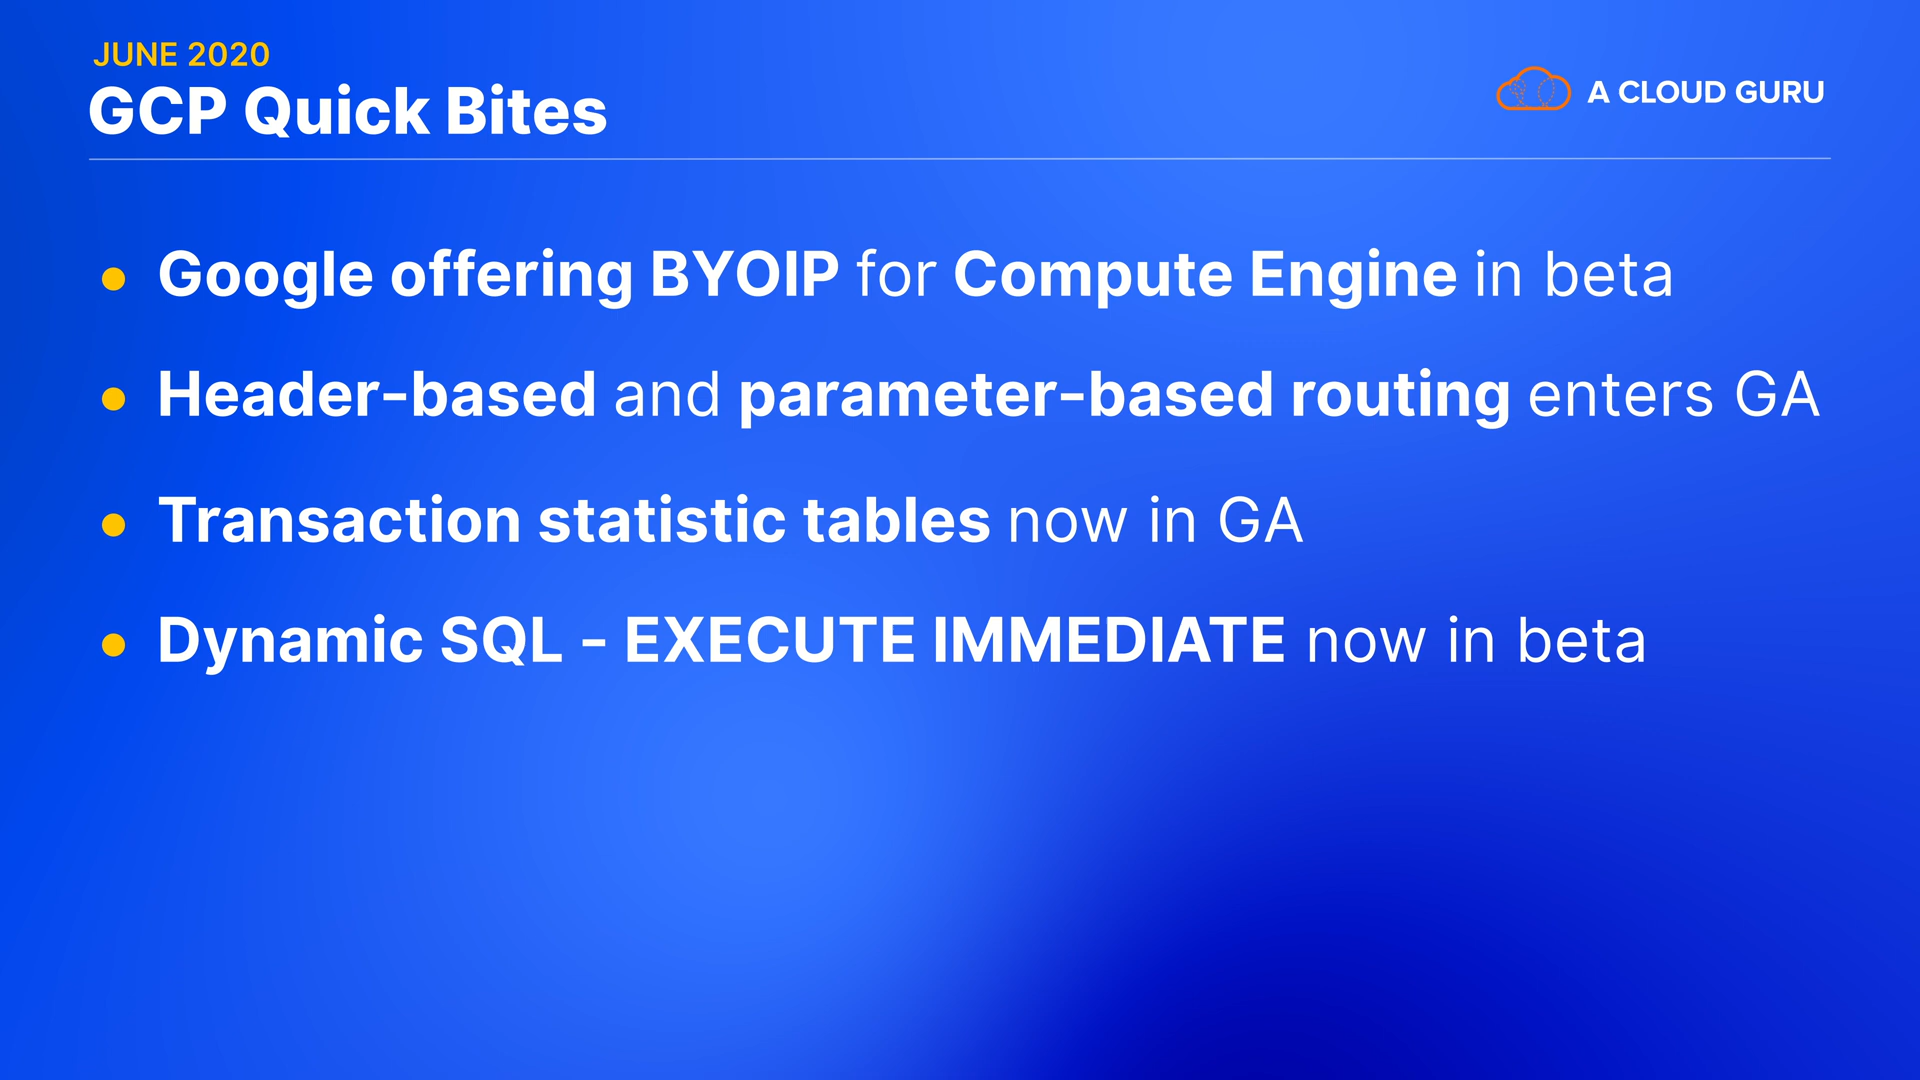 JUNE 2020
GCP Quick Bites
A CLOUD GURU
Google offering BYOIP for Compute Engine in beta
Header-based and parameter-based routing enters GA
Transaction statistic tables now in GA
Dynamic SQL - EXECUTE IMMEDIATE now in beta